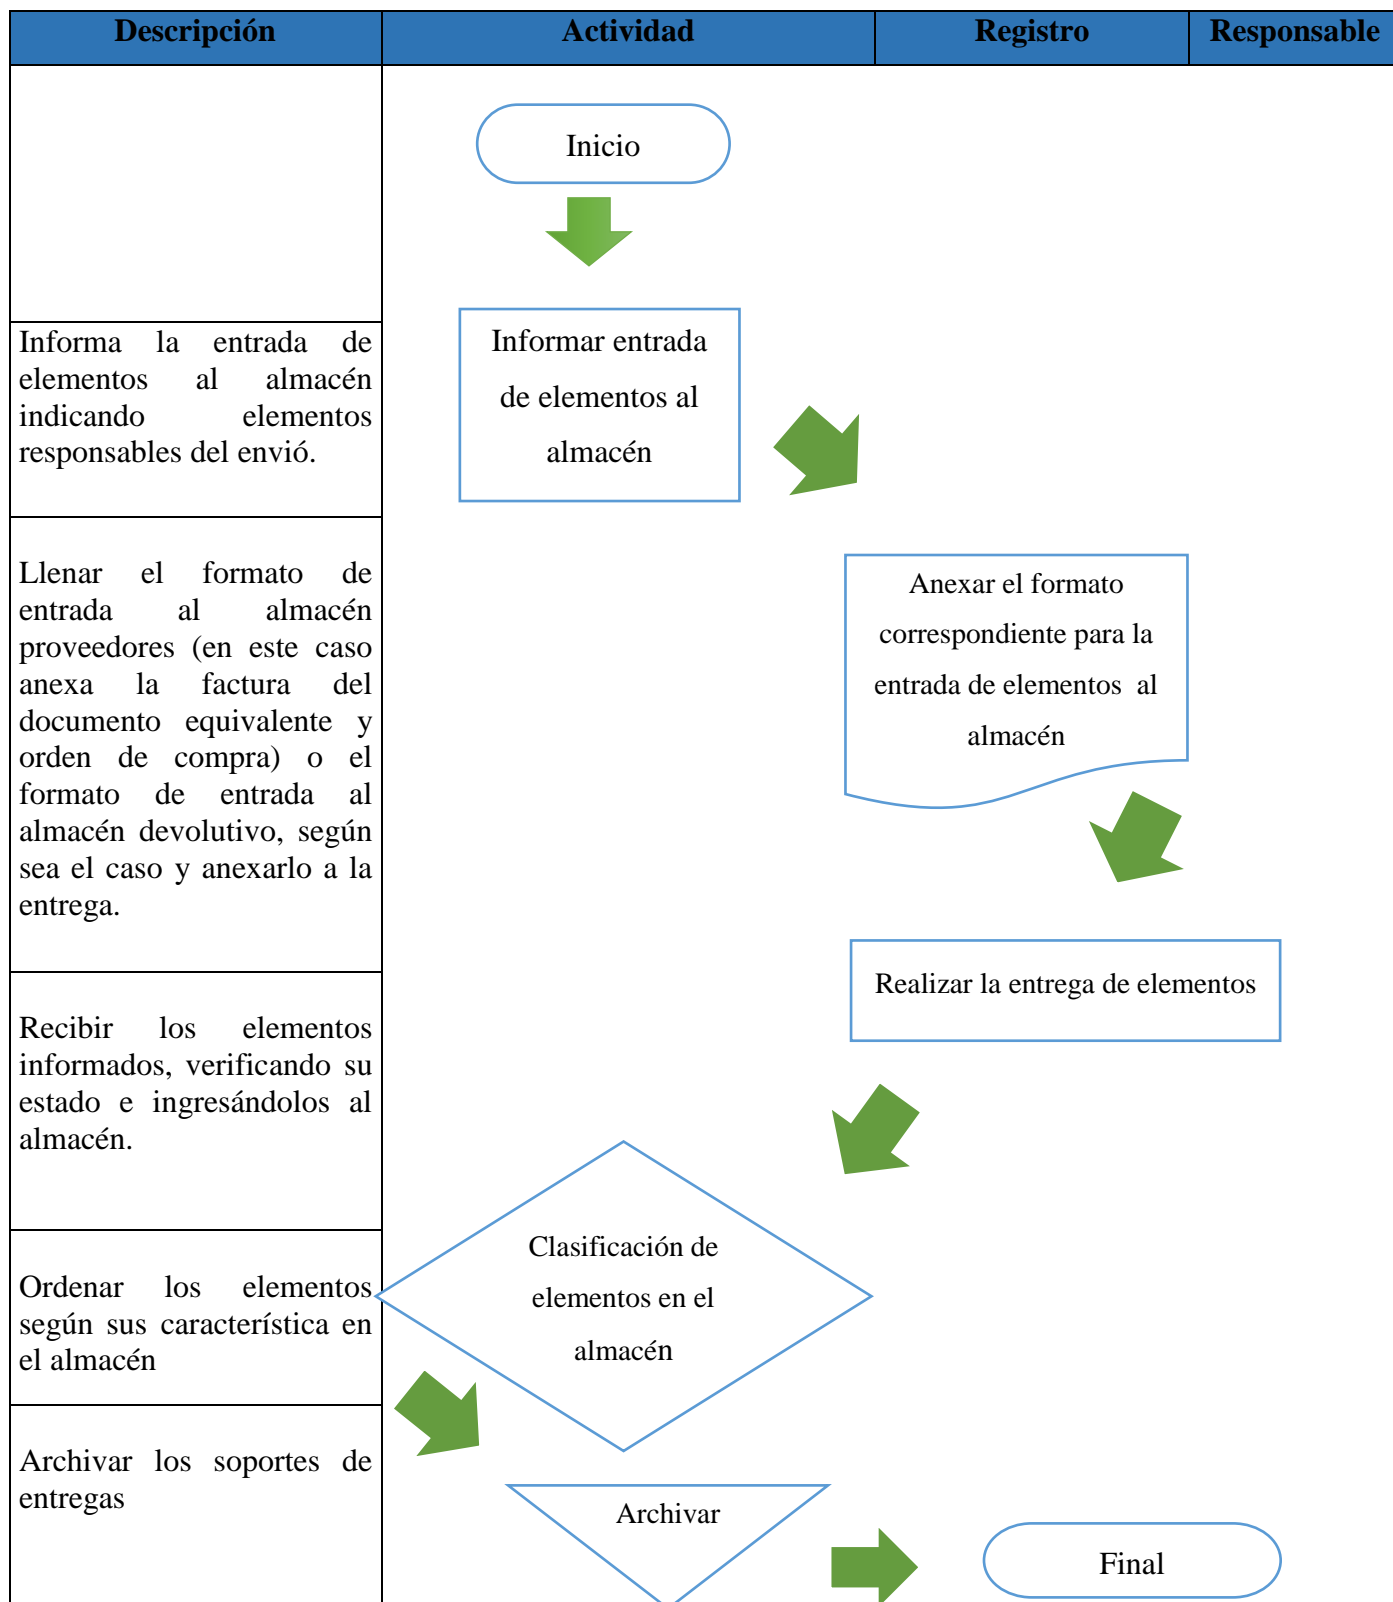 Descripción Actividad Registro Responsable
Inicio
Informa la entrada de
elementos al almacén
indicando elementos
responsables del envió.
Informar entrada
de elementos al
almacén
Llenar el formato de
entrada al almacén
proveedores (en este caso
anexa la factura del
documento equivalente y
orden de compra) o el
formato de entrada al
almacén devolutivo, según
sea el caso y anexarlo a la
entrega.
Anexar el formato
correspondiente para la
entrada de elementos al
almacén
Realizar la entrega de elementos
Recibir los elementos
informados, verificando su
estado e ingresándolos al
almacén.
Clasificación de
elementos en el
almacén
Ordenar los elementos
según sus característica en
el almacén
Archivar los soportes de
entregas
Archivar
Final